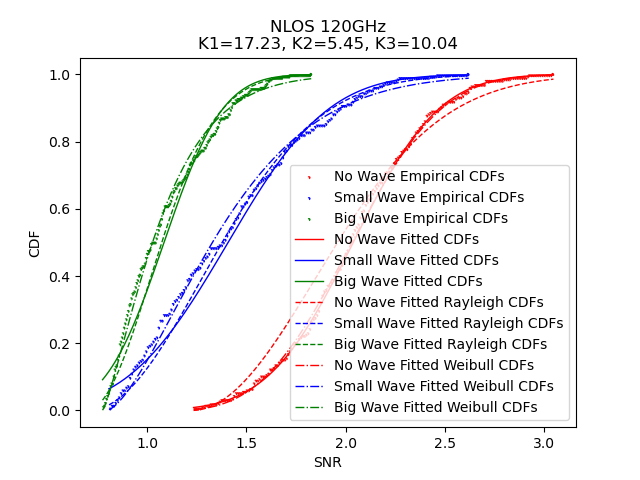 NLOS 120GHz
K1=17.23, K2=5.45, K3=10.04
1.0
0.8
0.6
0.4
0.2
0.0
CDF
No Wave Empirical CDFs
Small Wave Empirical CDFs
Big Wave Empirical CDFs
No Wave Fitted CDFs
Small Wave Fitted CDFs
Big Wave Fitted CDFs
No Wave Fitted Rayleigh CDFs
Small Wave Fitted Rayleigh CDFs
Big Wave Fitted Rayleigh CDFs
No Wave Fitted Weibull CDFs
Small Wave Fitted Weibull CDFs
Big Wave Fitted Weibull CDFs
1.0 1.5 2.0 2.5 3.0
SNR